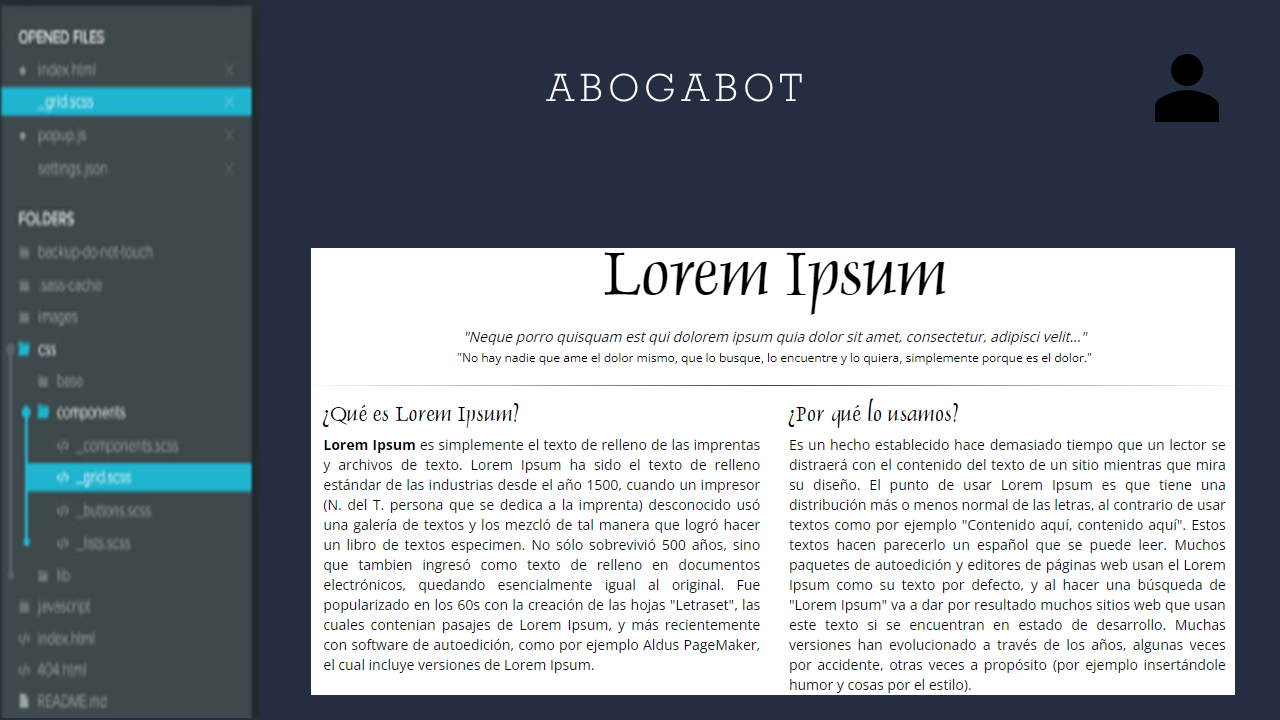 OPENED FILES
index.html X
_grid.scss X
popup.js X
settings.json X
FOLDERS
backup-do-not-touch
.sass-cache
images
css
base
components
_components.scss
_grid.scss
_buttons.scss
_lists.scss
lib
javascript
index.html
404.html
README.md
ABOGABOT
Lorem Ipsum
"Neque porro quisquam est qui dolorem ipsum quia dolor sit amet, consectetur, adipisci velit..."
"No hay nadie que ame el dolor mismo, que lo busque, lo encuentre y lo quiera, simplemente porque es el dolor."
¿Qué es Lorem Ipsum?
Lorem Ipsum es simplemente el texto de relleno de las imprentas
y archivos de texto. Lorem Ipsum ha sido el texto de relleno
estándar de las industrias desde el año 1500, cuando un impresor
(N. del T. persona que se dedica a la imprenta) desconocido usó
una galería de textos y los mezcló de tal manera que logró hacer
un libro de textos especimen. No sólo sobrevivió 500 años, sino
que tambien ingresó como texto de relleno en documentos
electrónicos, quedando esencialmente igual al original. Fue
popularizado en los 60s con la creación de las hojas "Letraset", las
cuales contenian pasajes de Lorem Ipsum, y más recientemente
con software de autoedición, como por ejemplo Aldus PageMaker,
el cual incluye versiones de Lorem Ipsum.
¿Por qué lo usamos?
Es un hecho establecido hace demasiado tiempo que un lector se
distraerá con el contenido del texto de un sitio mientras que mira
su diseño. El punto de usar Lorem Ipsum es que tiene una
distribución más o menos normal de las letras, al contrario de usar
textos como por ejemplo "Contenido aquí, contenido aquí". Estos
textos hacen parecerlo un español que se puede leer. Muchos
paquetes de autoedición y editores de páginas web usan el Lorem
Ipsum como su texto por defecto, y al hacer una búsqueda de
"Lorem Ipsum" va a dar por resultado muchos sitios web que usan
este texto si se encuentran en estado de desarrollo. Muchas
versiones han evolucionado a través de los años, algunas veces
por accidente, otras veces a propósito (por ejemplo insertándole
humor y cosas por el estilo).